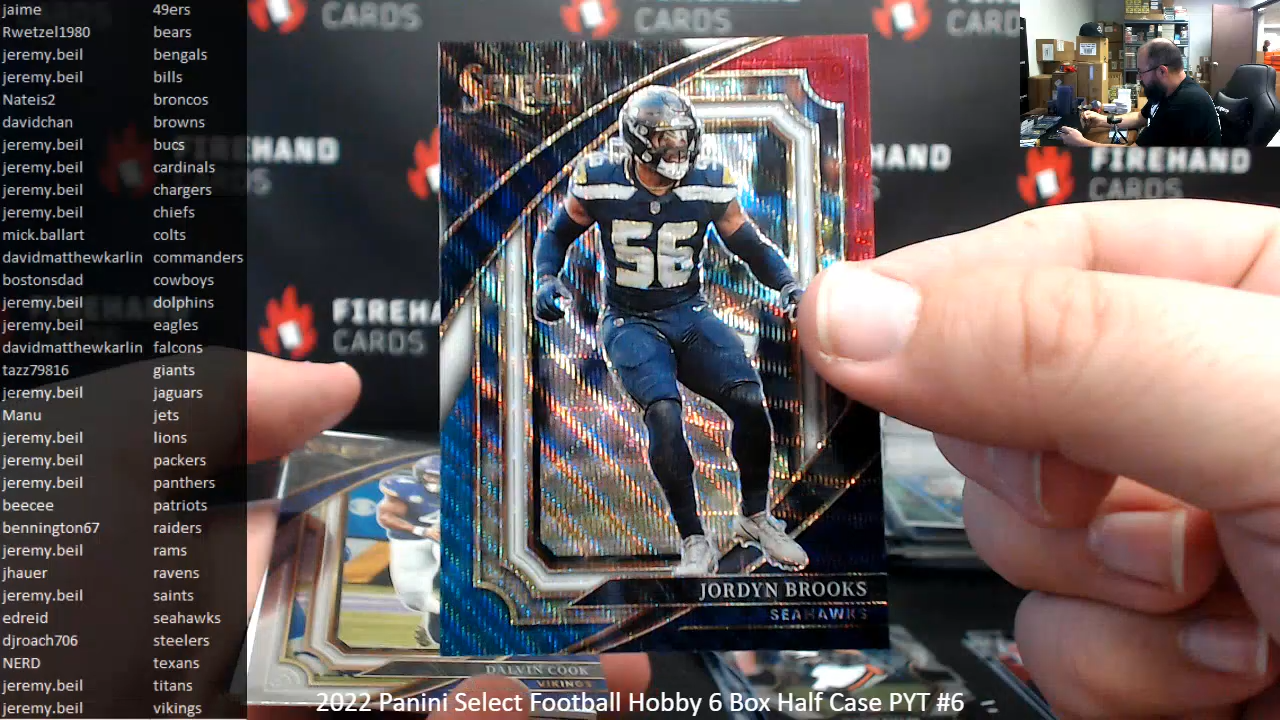 jaime 49ers
Rwetzel1980 bears
jeremy.beil bengals
jeremy.beil bills
Nateis2 broncos
davidchan browns
jeremy.beil bucs
jeremy.beil cardinals
jeremy.beil chargers
jeremy.beil chiefs
mick.ballart colts
davidmatthewkarlin commanders
bostonsdad cowboys
jeremy.beil dolphins
jeremy.beil eagles
davidmatthewkarlin falcons
tazz79816 giants
jeremy.beil jaguars
Manu jets
jeremy.beil lions
jeremy.beil packers
jeremy.beil panthers
beecee patriots
bennington67 raiders
jeremy.beil rams
jhauer ravens
jeremy.beil saints
edreid seahawks
djroach706 steelers
NERD texans
jeremy.beil titans
jeremy.beil vikings
FIREHAND
CARDS
FIREHAND
CARDS
SELECT
56
JORDYN BROOKS
SEAHAWKS
DALVIN COOK
VIKINGS
2022 Panini Select Football Hobby 6 Box Half Case PYT #6